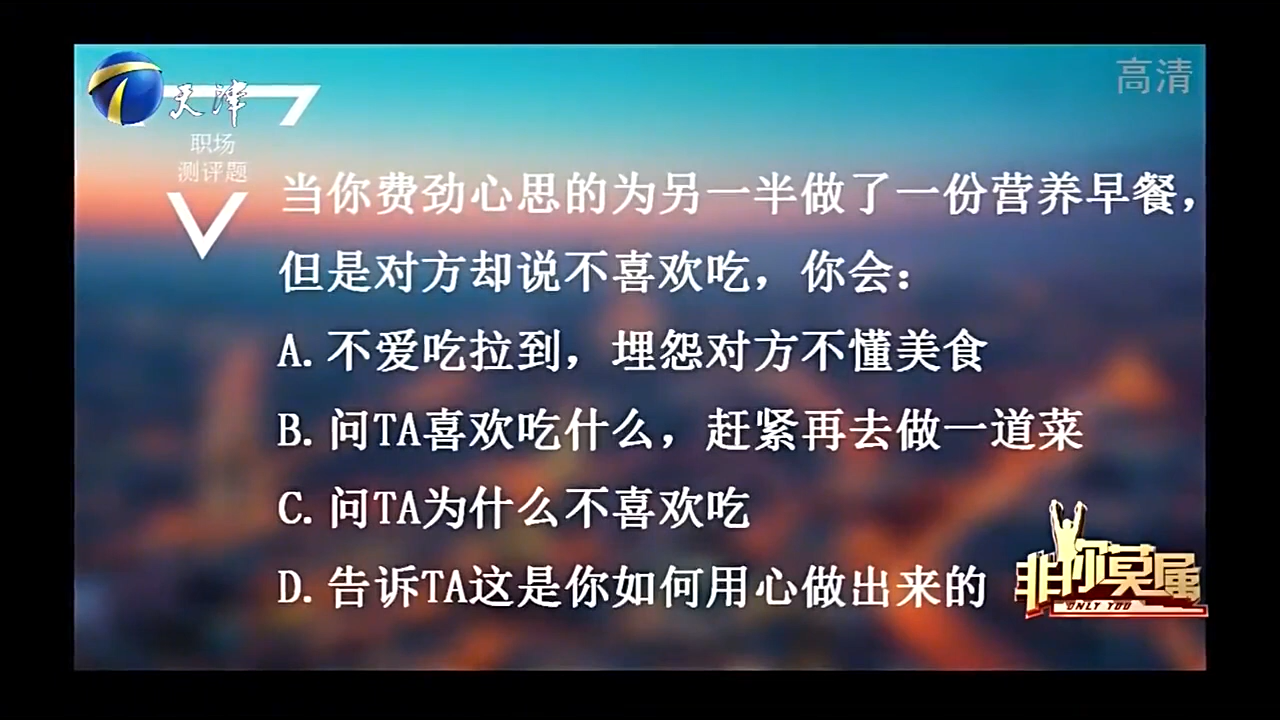 天津
高清
职场
测评题
当你费劲心思的为另一半做了一份营养早餐，
但是对方却说不喜欢吃，你会：
A. 不爱吃拉到，埋怨对方不懂美食
B. 问TA喜欢吃什么，赶紧再去做一道菜
C. 问TA为什么不喜欢吃
D. 告诉TA这是你如何用心做出来的
非你莫属
ONLY YOU